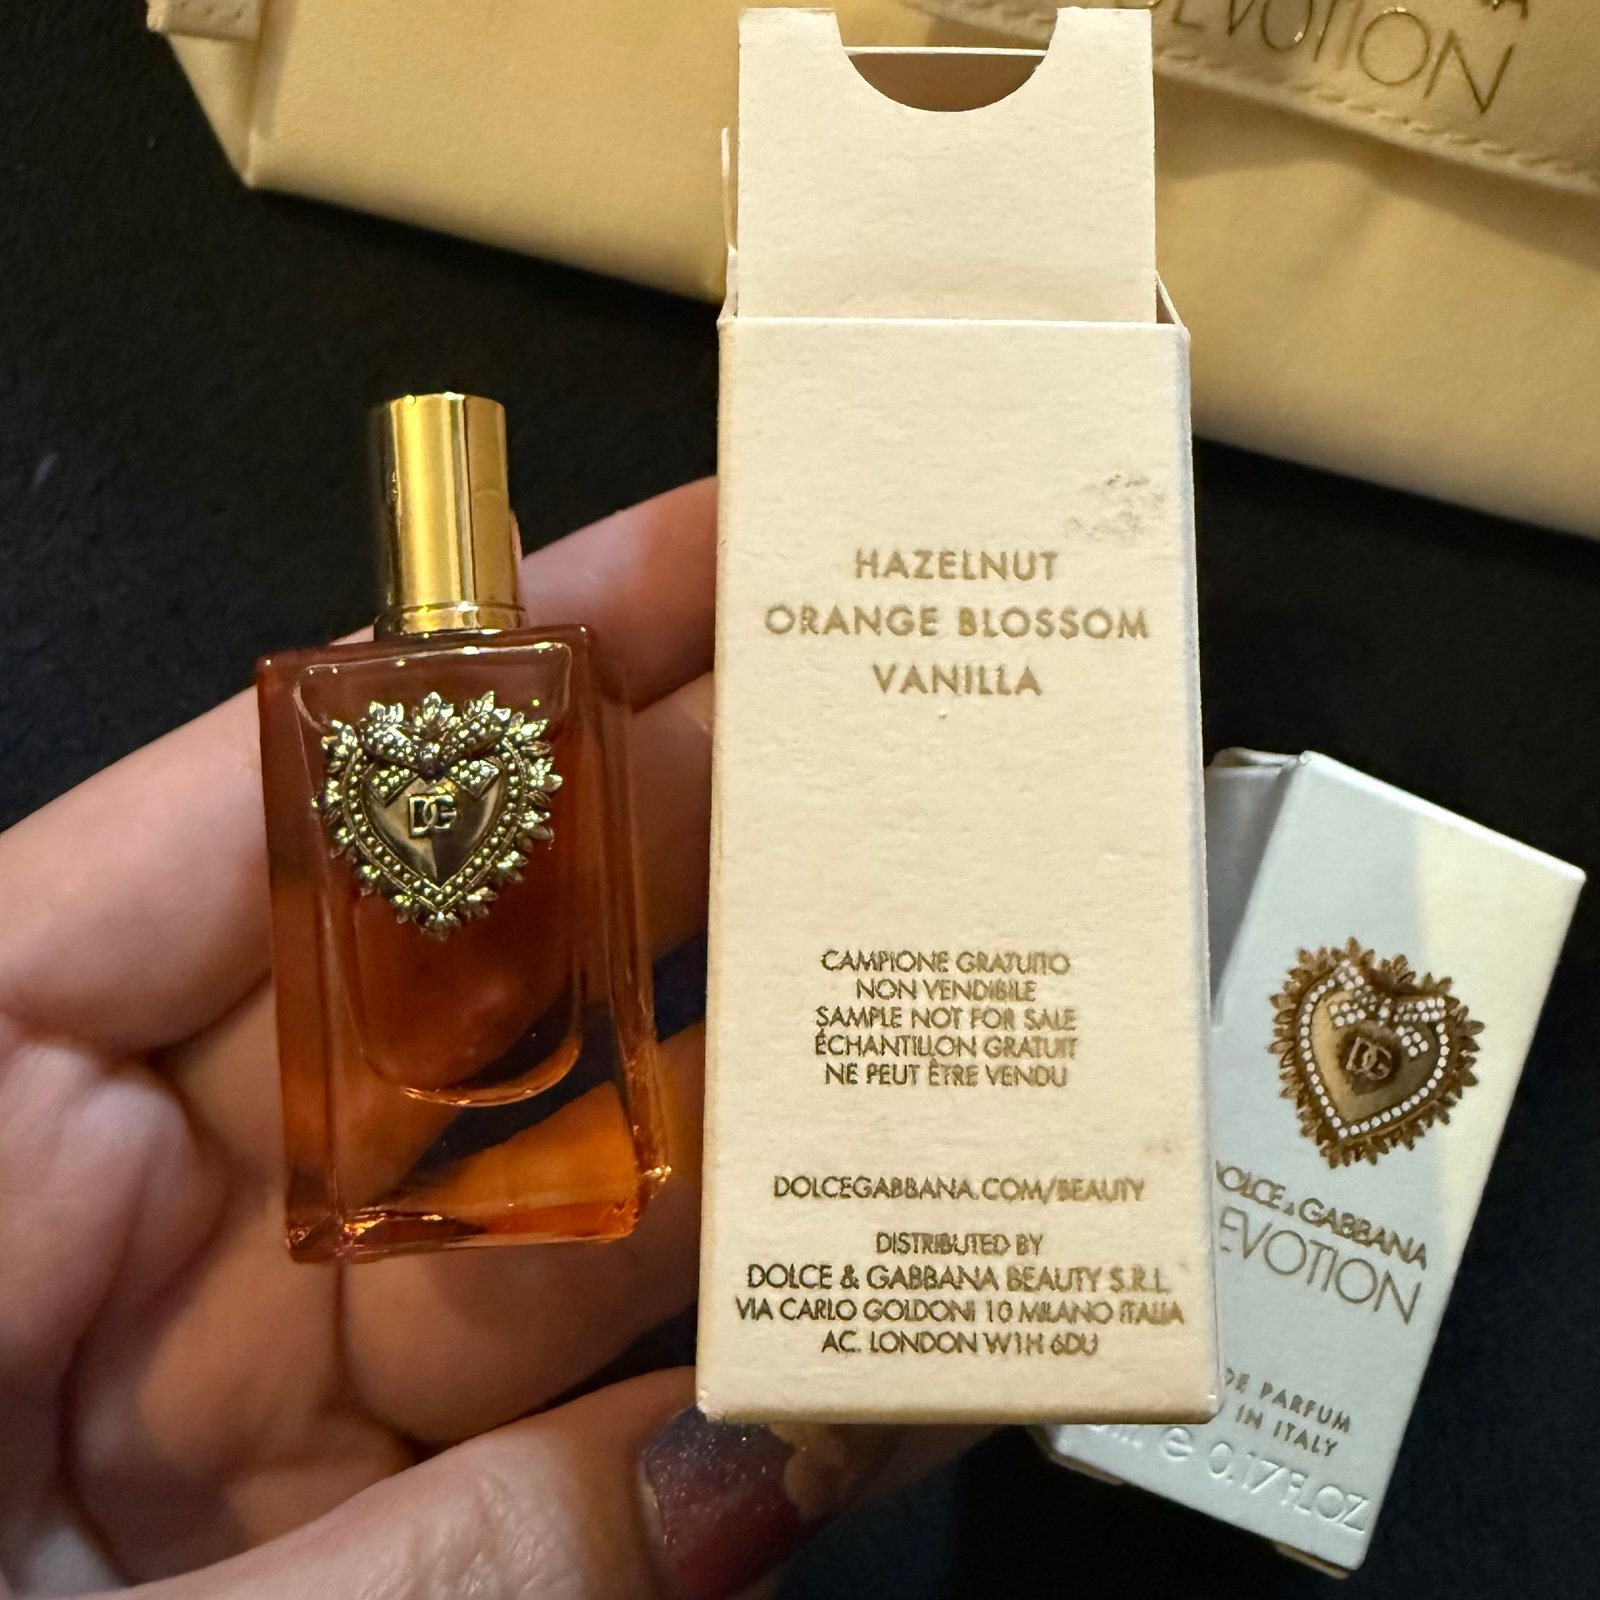 DEVOTION
DG
HAZELNUT
ORANGE BLOSSOM
VANILLA
CAMPIONE GRATUITO
NON VENDIBILE
SAMPLE NOT FOR SALE
ÉCHANTILLON GRATUIT
NE PEUT ÊTRE VENDU
DOLCEGABBANA.COM/BEAUTY
DISTRIBUTED BY
DOLCE & GABBANA BEAUTY S.R.L.
VIA CARLO GOLDONI 10 MILANO ITALIA
AC. LONDON W1H 6DU
DG
DOLCE & GABBANA
DEVOTION
DE PARFUM
IN ITALY
e 0.17 FL.OZ